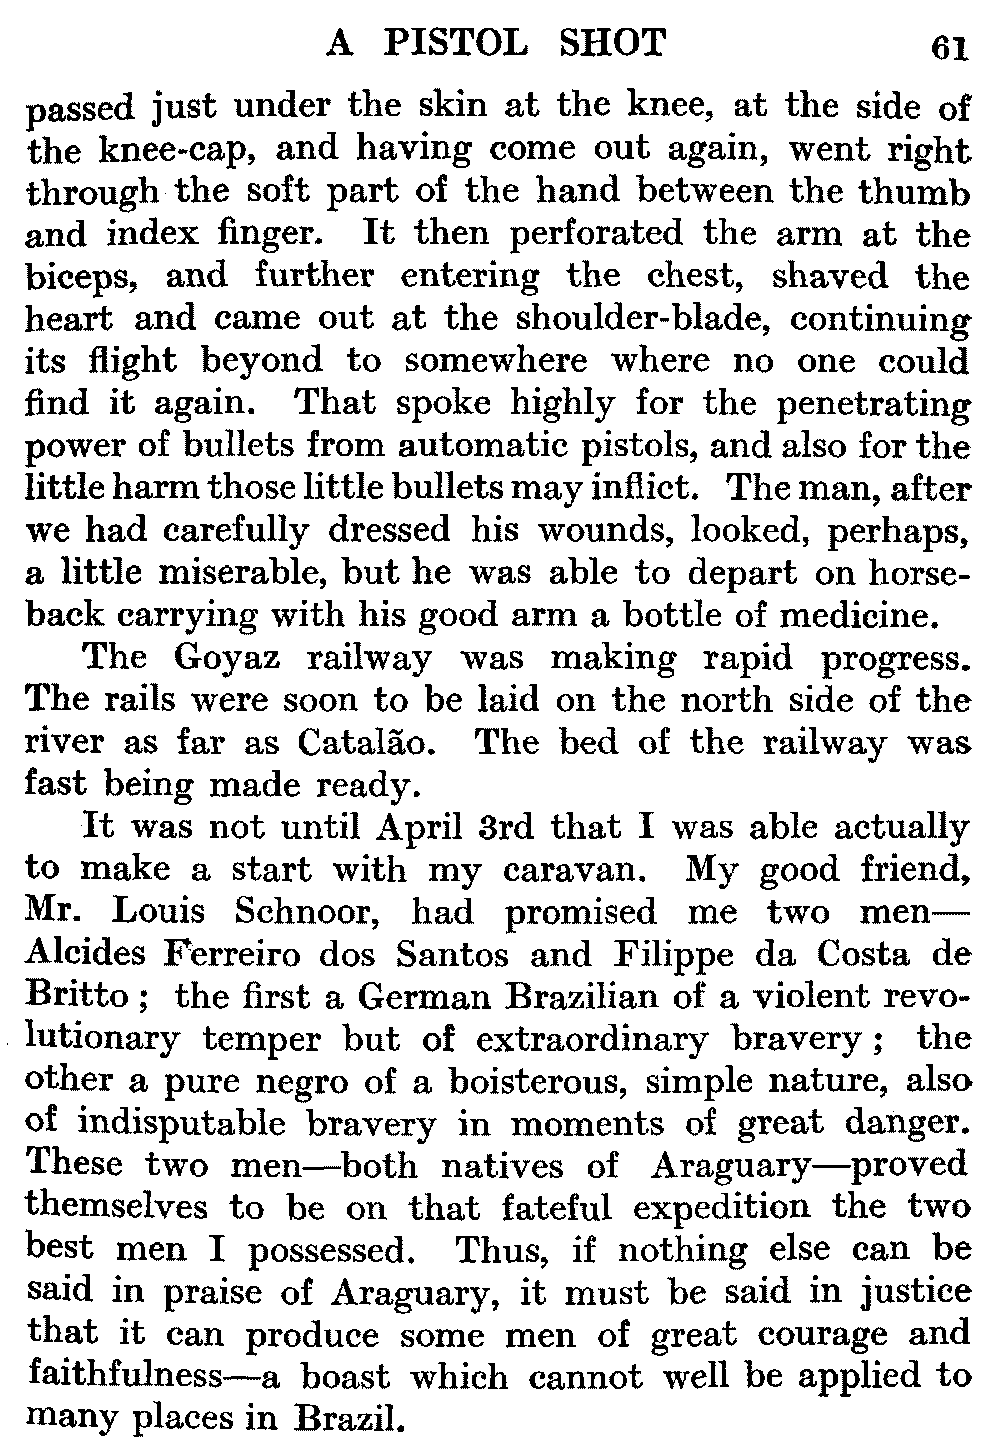 A PISTOL SHOT 61
passed just under the skin at the knee, at the side of
the knee-cap, and having come out again, went right
through the soft part of the hand between the thumb
and index finger. It then perforated the arm at the
biceps, and further entering the chest, shaved the
heart and came out at the shoulder-blade, continuing
its flight beyond to somewhere where no one could
find it again. That spoke highly for the penetrating
power of bullets from automatic pistols, and also for the
little harm those little bullets may inflict. The man, after
we had carefully dressed his wounds, looked, perhaps,
a little miserable, but he was able to depart on horse-
back carrying with his good arm a bottle of medicine.
The Goyaz railway was making rapid progress.
The rails were soon to be laid on the north side of the
river as far as Catalão. The bed of the railway was
fast being made ready.
It was not until April 3rd that I was able actually
to make a start with my caravan. My good friend,
Mr. Louis Schnoor, had promised me two men—
Alcides Ferreiro dos Santos and Filippe da Costa de
Britto ; the first a German Brazilian of a violent revo-
lutionary temper but of extraordinary bravery ; the
other a pure negro of a boisterous, simple nature, also
of indisputable bravery in moments of great danger.
These two men—both natives of Araguary—proved
themselves to be on that fateful expedition the two
best men I possessed. Thus, if nothing else can be
said in praise of Araguary, it must be said in justice
that it can produce some men of great courage and
faithfulness—a boast which cannot well be applied to
many places in Brazil.